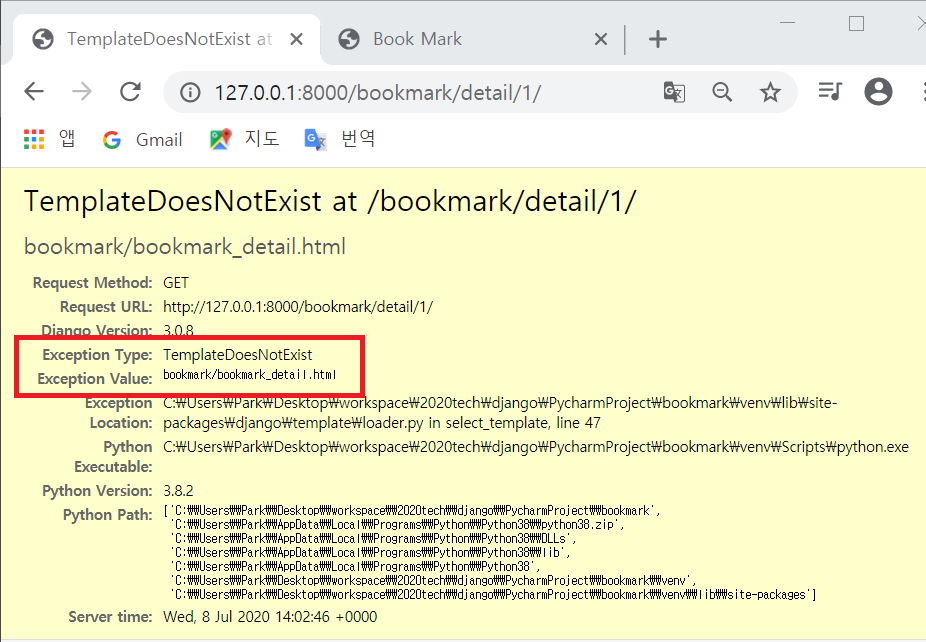 TemplateDoesNotExist at
Book Mark
127.0.0.1:8000/bookmark/detail/1/
앱
Gmail
지도
번역
TemplateDoesNotExist at /bookmark/detail/1/
bookmark/bookmark_detail.html
Request Method: GET
Request URL: http://127.0.0.1:8000/bookmark/detail/1/
Django Version: 3.0.8
Exception Type: TemplateDoesNotExist
Exception Value: bookmark/bookmark_detail.html
Exception Location: C:₩Users₩Park₩Desktop₩workspace₩2020tech₩django₩PycharmProject₩bookmark₩venv₩lib₩site-
packages₩django₩template₩loader.py in select_template, line 47
Python Executable: C:₩Users₩Park₩Desktop₩workspace₩2020tech₩django₩PycharmProject₩bookmark₩venv₩Scripts₩python.exe
Python Version: 3.8.2
Python Path: ['C:₩₩Users₩₩Park₩₩Desktop₩₩workspace₩₩2020tech₩₩django₩₩PycharmProject₩₩bookmark',
'C:₩₩Users₩₩Park₩₩AppData₩₩Local₩₩Programs₩₩Python₩₩Python38₩₩python38.zip',
'C:₩₩Users₩₩Park₩₩AppData₩₩Local₩₩Programs₩₩Python₩₩Python38₩₩DLLs',
'C:₩₩Users₩₩Park₩₩AppData₩₩Local₩₩Programs₩₩Python₩₩Python38₩₩lib',
'C:₩₩Users₩₩Park₩₩AppData₩₩Local₩₩Programs₩₩Python₩₩Python38',
'C:₩₩Users₩₩Park₩₩Desktop₩₩workspace₩₩2020tech₩₩django₩₩PycharmProject₩₩bookmark₩₩venv',
'C:₩₩Users₩₩Park₩₩Desktop₩₩workspace₩₩2020tech₩₩django₩₩PycharmProject₩₩bookmark₩₩venv₩₩lib₩₩site-packages']
Server time: Wed, 8 Jul 2020 14:02:46 +0000